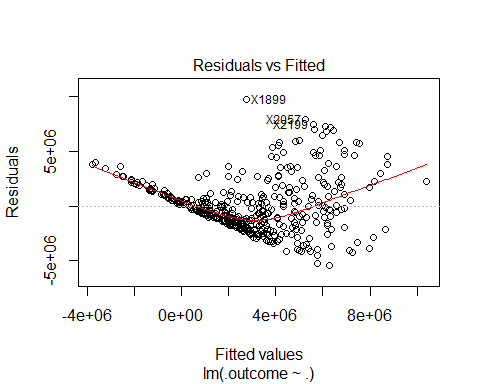 Residuals vs Fitted
X1899
X2057
X2199
Residuals
5e+06
-5e+06
-4e+06 0e+00 4e+06 8e+06
Fitted values
lm(.outcome ~ .)